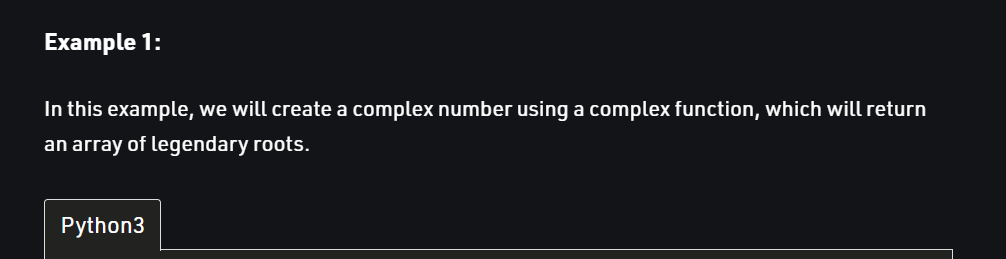 Example 1:
In this example, we will create a complex number using a complex function, which will return
an array of legendary roots.
Python3